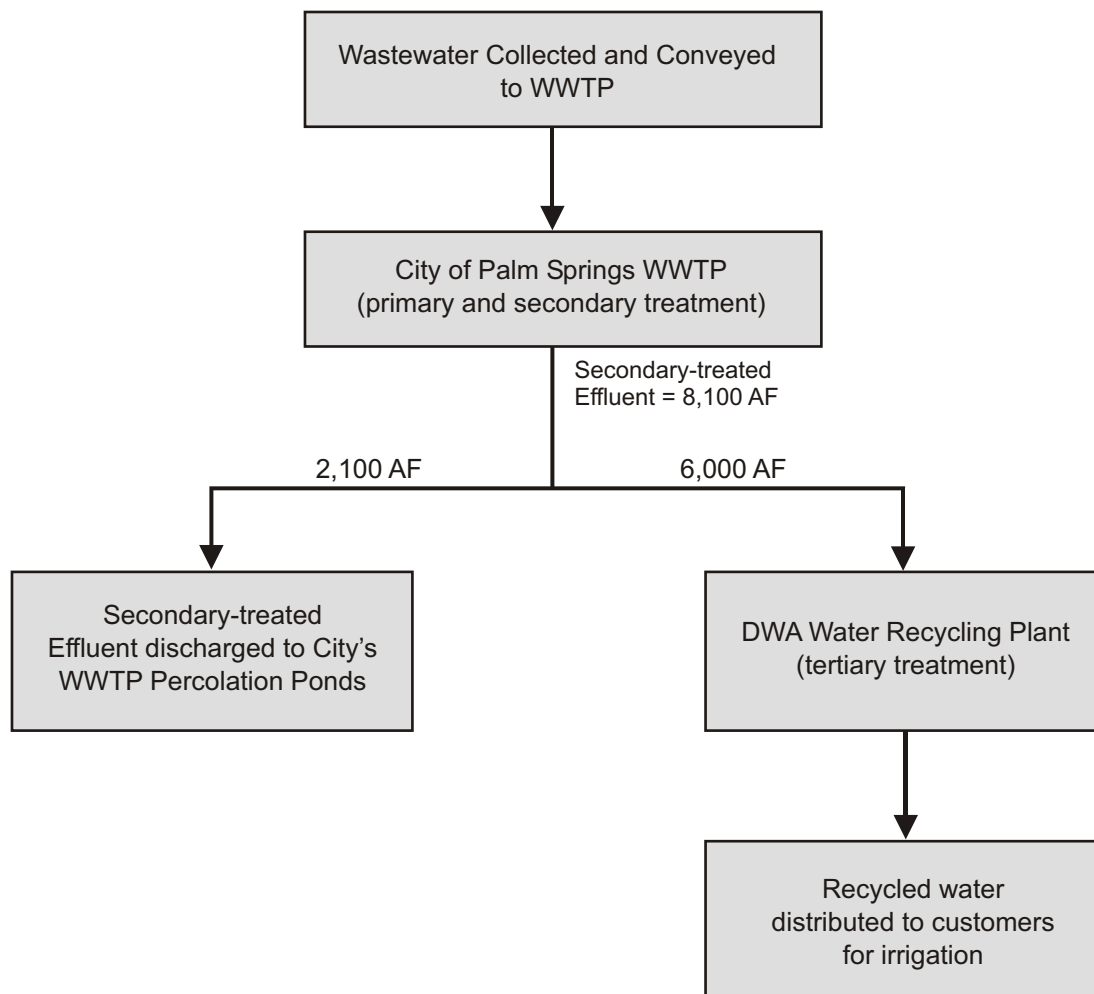 Wastewater Collected and Conveyed
to WWTP
City of Palm Springs WWTP
(primary and secondary treatment)
Secondary-treated
Effluent = 8,100 AF
2,100 AF
6,000 AF
Secondary-treated
Effluent discharged to City's
WWTP Percolation Ponds
DWA Water Recycling Plant
(tertiary treatment)
Recycled water
distributed to customers
for irrigation